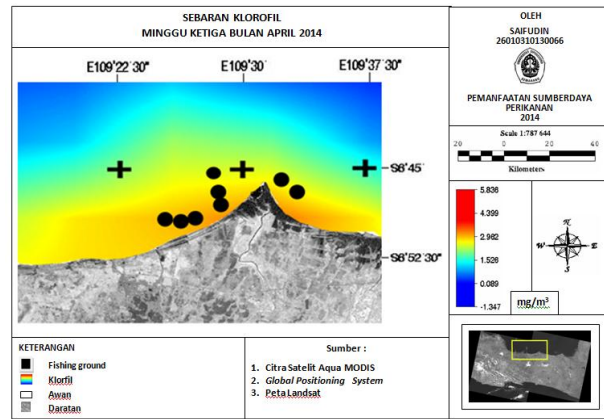 SEBARAN KLOROFIL
MINGGU KETIGA BULAN APRIL 2014
E109°22'30"
E109°30'
E109°37'30"
S6°45'
S6°52'30"
OLEH
SAIFUDIN
26010310130066
PEMANFAATAN SUMBERDAYA
PERIKANAN
2014
Scale 1:787 644
20 0 20 40
Kilometers
5.836
4.399
2.962
1.526
0.089
-1.347
mg/m³
N
W E
S
KETERANGAN
Fishing ground
Klorfil
Awan
Daratan
Sumber :
1. Citra Satelit Aqua MODIS
2. Global Positioning System
3. Peta Landsat